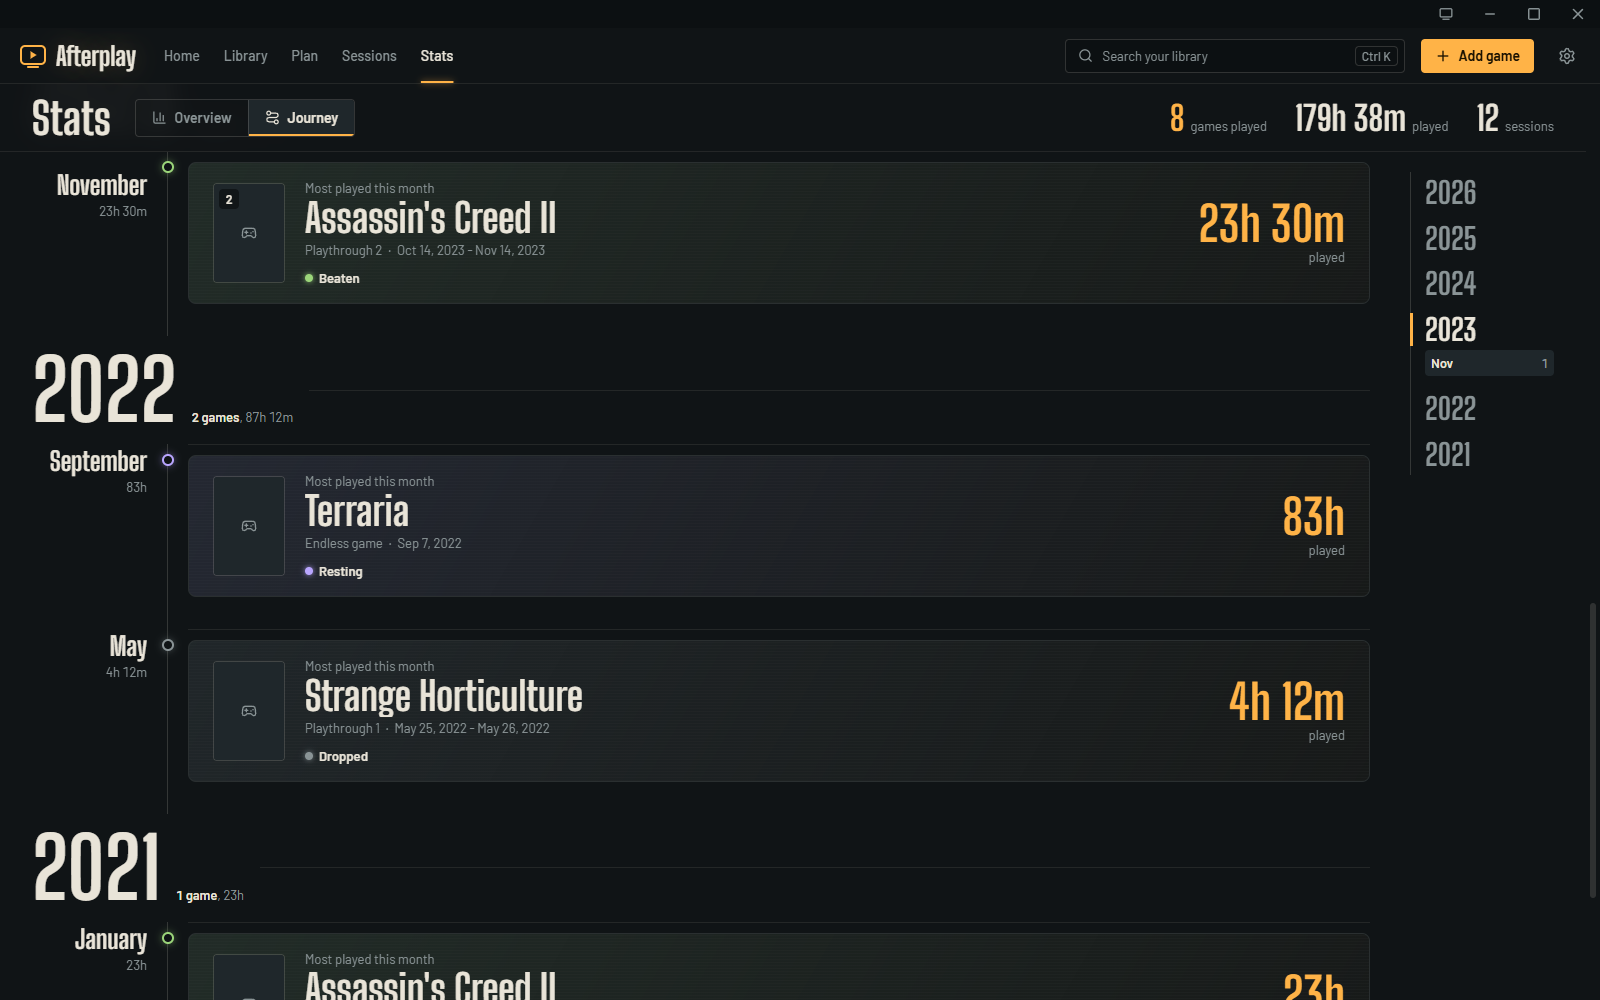 Afterplay
Home
Library
Plan
Sessions
Stats
Search your library
Ctrl K
Add game
Stats
Overview
Journey
8 games played
179h 38m played
12 sessions
November
23h 30m
2
Most played this month
Assassin's Creed II
Playthrough 2 · Oct 14, 2023 - Nov 14, 2023
Beaten
23h 30m
played
2022
2 games, 87h 12m
September
83h
Most played this month
Terraria
Endless game · Sep 7, 2022
Resting
83h
played
May
4h 12m
Most played this month
Strange Horticulture
Playthrough 1 · May 25, 2022 - May 26, 2022
Dropped
4h 12m
played
2021
1 game, 23h
January
23h
Most played this month
Assassin's Creed II
23h
2026
2025
2024
2023
Nov 1
2022
2021